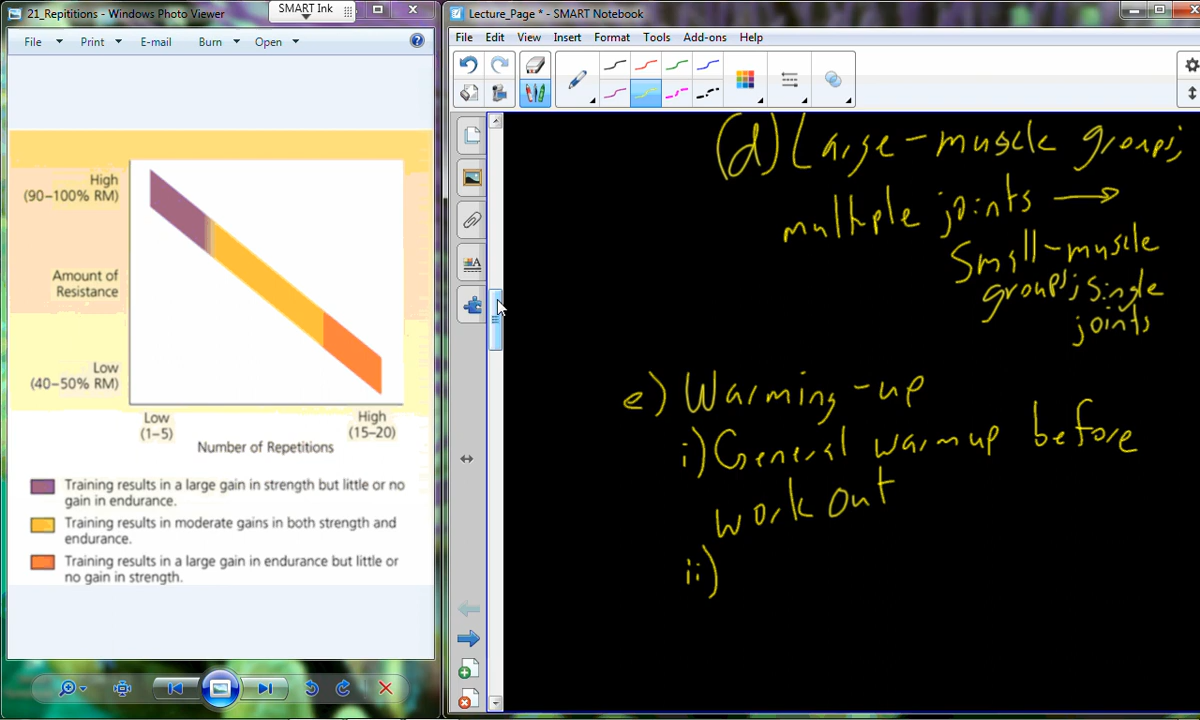 21_Repititions - Windows Photo Viewer
SMART Ink
File Print E-mail Burn Open
High
(90–100% RM)
Amount of
Resistance
Low
(40–50% RM)
Low
(1–5)
High
(15–20)
Number of Repetitions
Training results in a large gain in strength but little or no
gain in endurance.
Training results in moderate gains in both strength and
endurance.
Training results in a large gain in endurance but little or
no gain in strength.
Lecture_Page * - SMART Notebook
File Edit View Insert Format Tools Add-ons Help
(d) Large-muscle groups;
multiple joints →
Small-muscle
groups; single
joints
e) Warming-up
i) General warmup before
work out
ii)